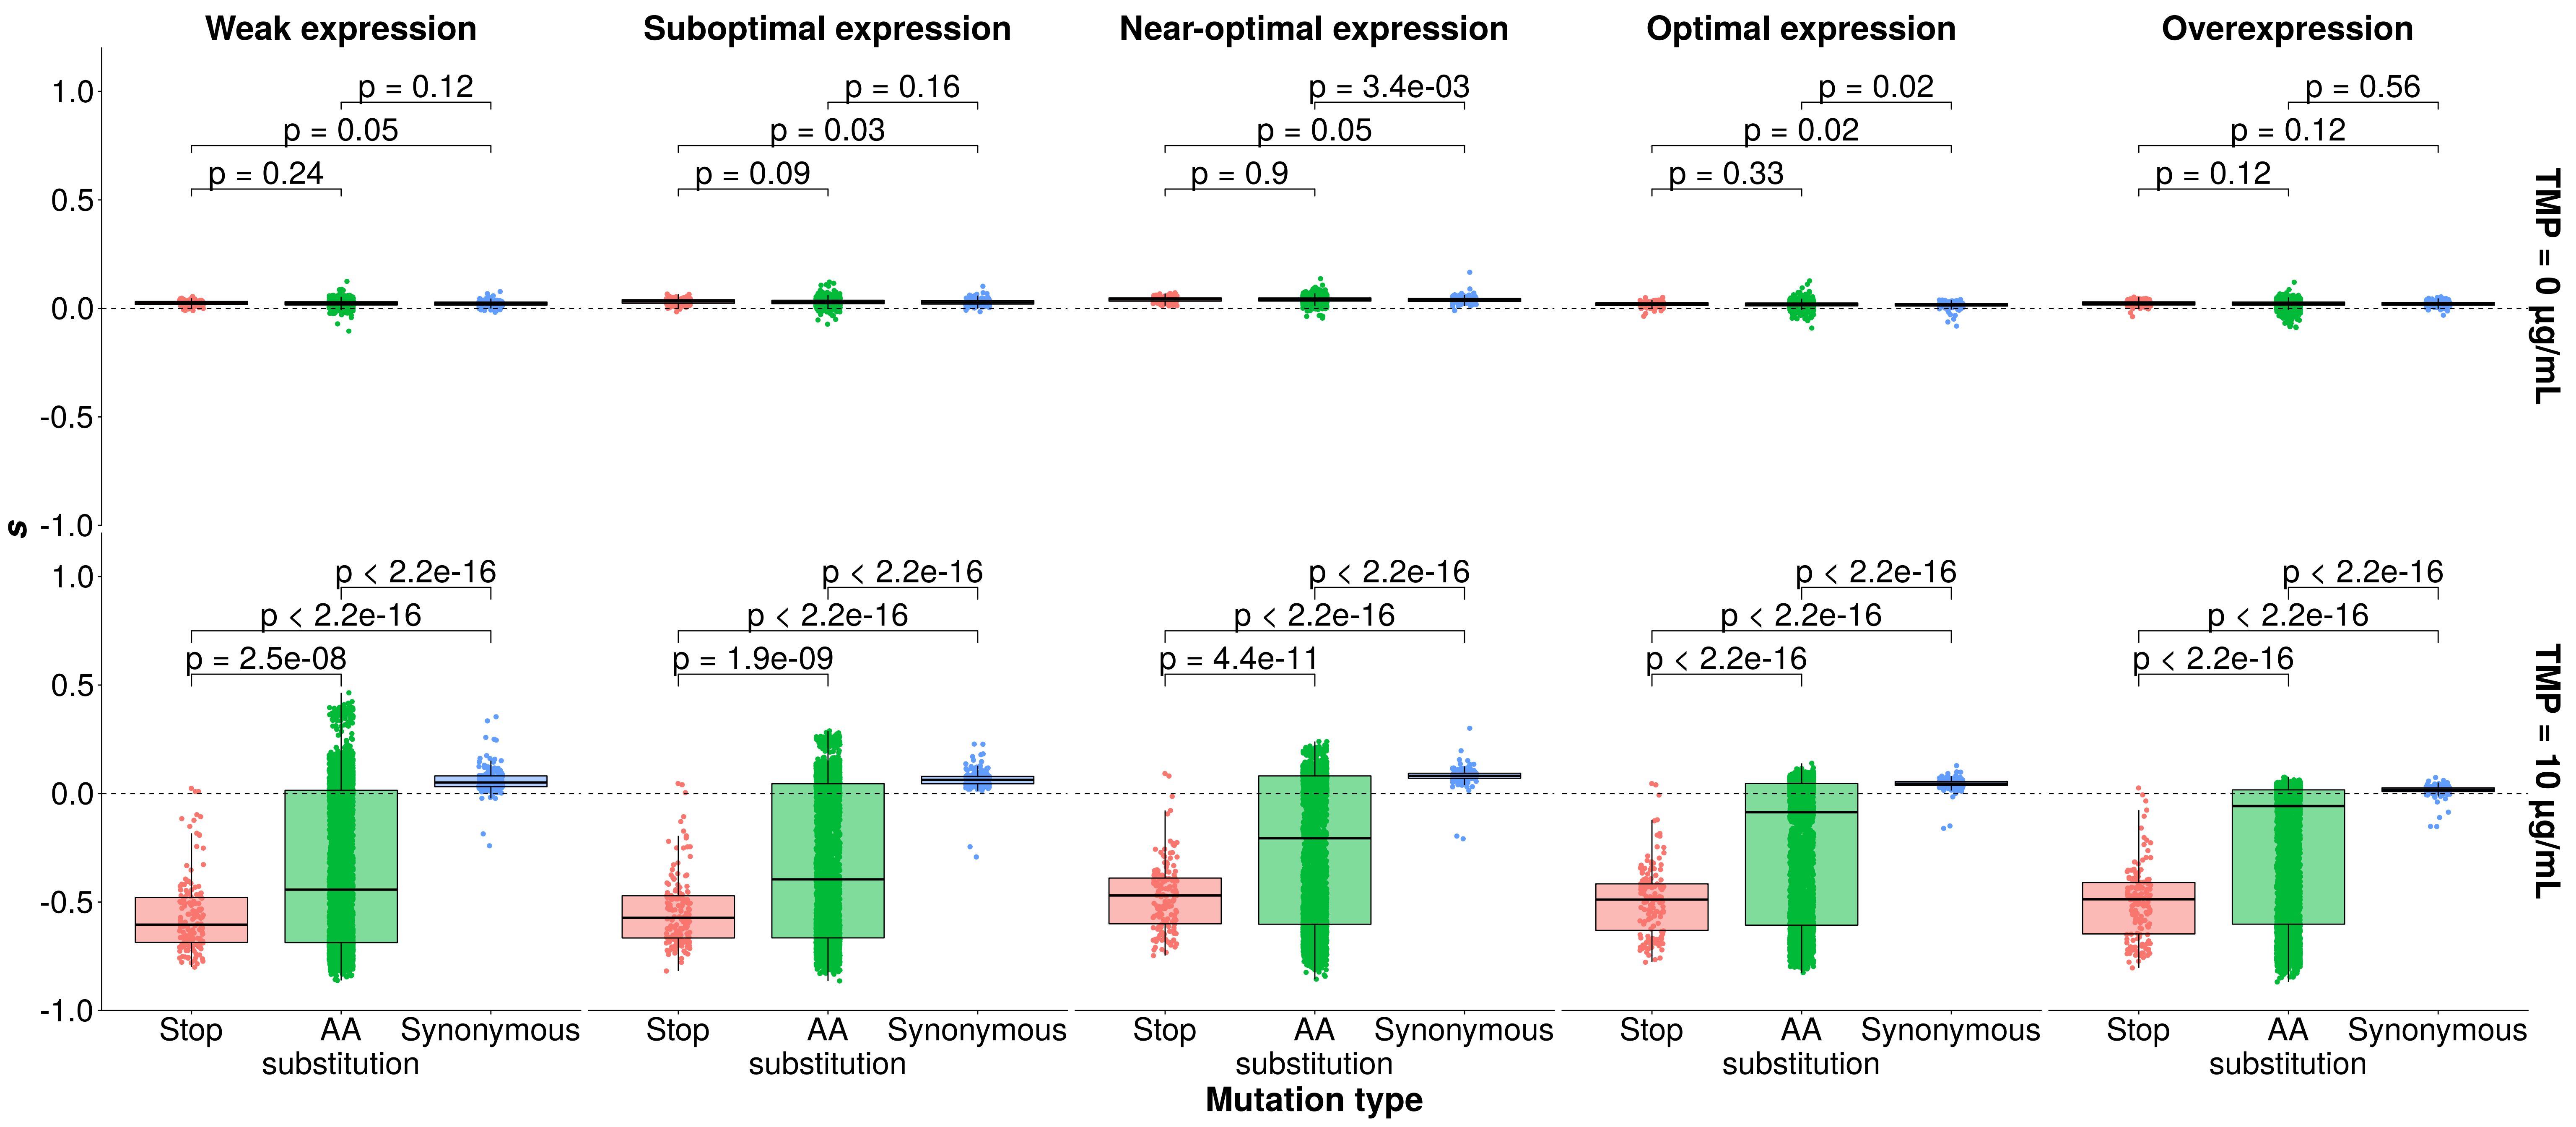 Weak expression
Suboptimal expression
Near-optimal expression
Optimal expression
Overexpression
1.0
0.5
0.0
-0.5
-1.0
p = 0.12
p = 0.05
p = 0.24
p = 0.16
p = 0.03
p = 0.09
p = 3.4e-03
p = 0.05
p = 0.9
p = 0.02
p = 0.02
p = 0.33
p = 0.56
p = 0.12
p = 0.12
TMP = 0 µg/mL
s
1.0
0.5
0.0
-0.5
-1.0
p < 2.2e-16
p < 2.2e-16
p = 2.5e-08
p < 2.2e-16
p < 2.2e-16
p = 1.9e-09
p < 2.2e-16
p < 2.2e-16
p = 4.4e-11
p < 2.2e-16
p < 2.2e-16
p < 2.2e-16
p < 2.2e-16
p < 2.2e-16
p < 2.2e-16
TMP = 10 µg/mL
Stop
AA
substitution
Synonymous
Stop
AA
substitution
Synonymous
Stop
AA
substitution
Synonymous
Stop
AA
substitution
Synonymous
Stop
AA
substitution
Synonymous
Mutation type